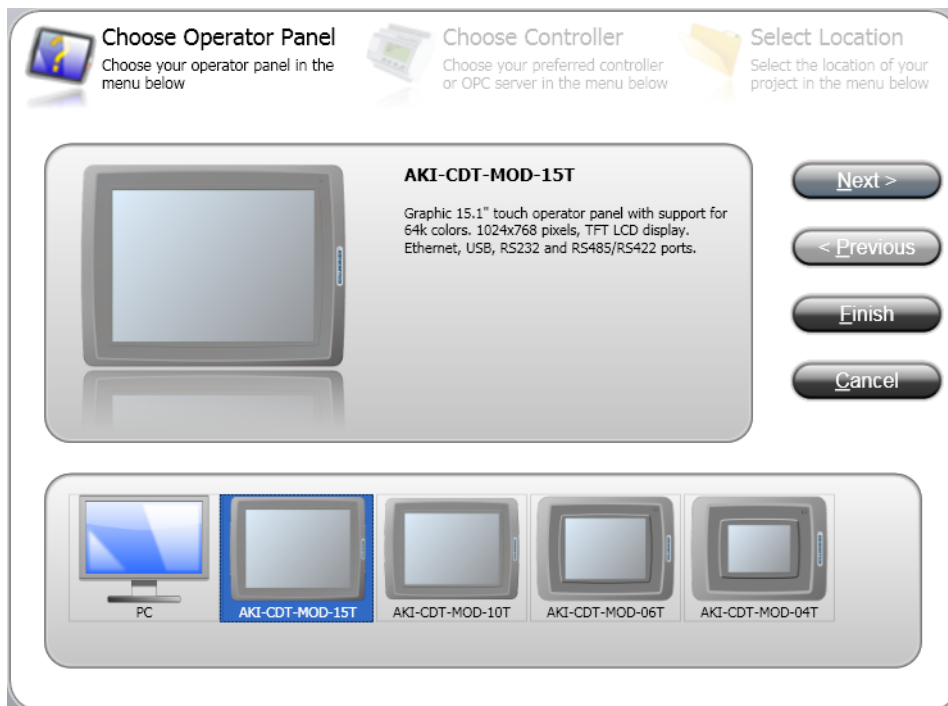 Choose Operator Panel
Choose your operator panel in the
menu below
Choose Controller
Choose your preferred controller
or OPC server in the menu below
Select Location
Select the location of your
project in the menu below
AKI-CDT-MOD-15T
Graphic 15.1" touch operator panel with support for
64k colors. 1024x768 pixels, TFT LCD display.
Ethernet, USB, RS232 and RS485/RS422 ports.
Next >
< Previous
Finish
Cancel
PC
AKI-CDT-MOD-15T
AKI-CDT-MOD-10T
AKI-CDT-MOD-06T
AKI-CDT-MOD-04T